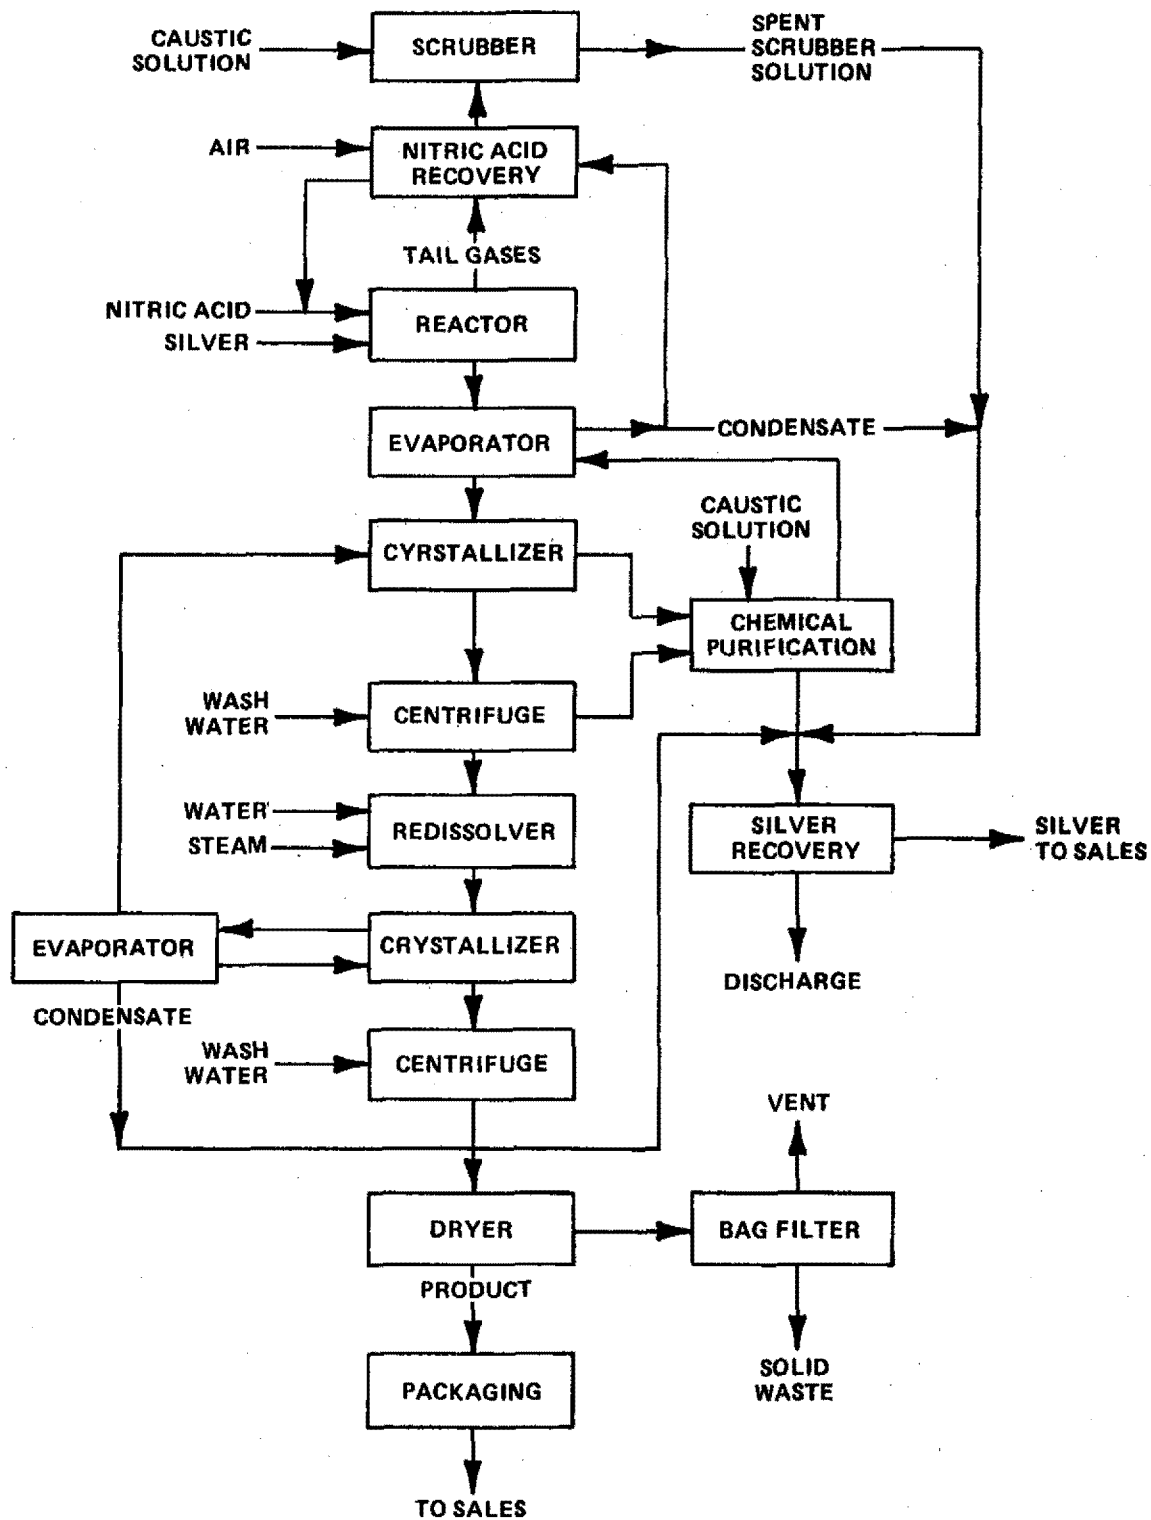 CAUSTIC
SOLUTION
SCRUBBER
SPENT
SCRUBBER
SOLUTION
AIR
NITRIC ACID
RECOVERY
TAIL GASES
NITRIC ACID
SILVER
REACTOR
EVAPORATOR
CONDENSATE
CAUSTIC
SOLUTION
CYRSTALLIZER
CHEMICAL
PURIFICATION
WASH
WATER
CENTRIFUGE
WATER
STEAM
REDISSOLVER
SILVER
RECOVERY
SILVER
TO SALES
EVAPORATOR
CRYSTALLIZER
DISCHARGE
CONDENSATE
WASH
WATER
CENTRIFUGE
VENT
DRYER
BAG FILTER
PRODUCT
SOLID
WASTE
PACKAGING
TO SALES